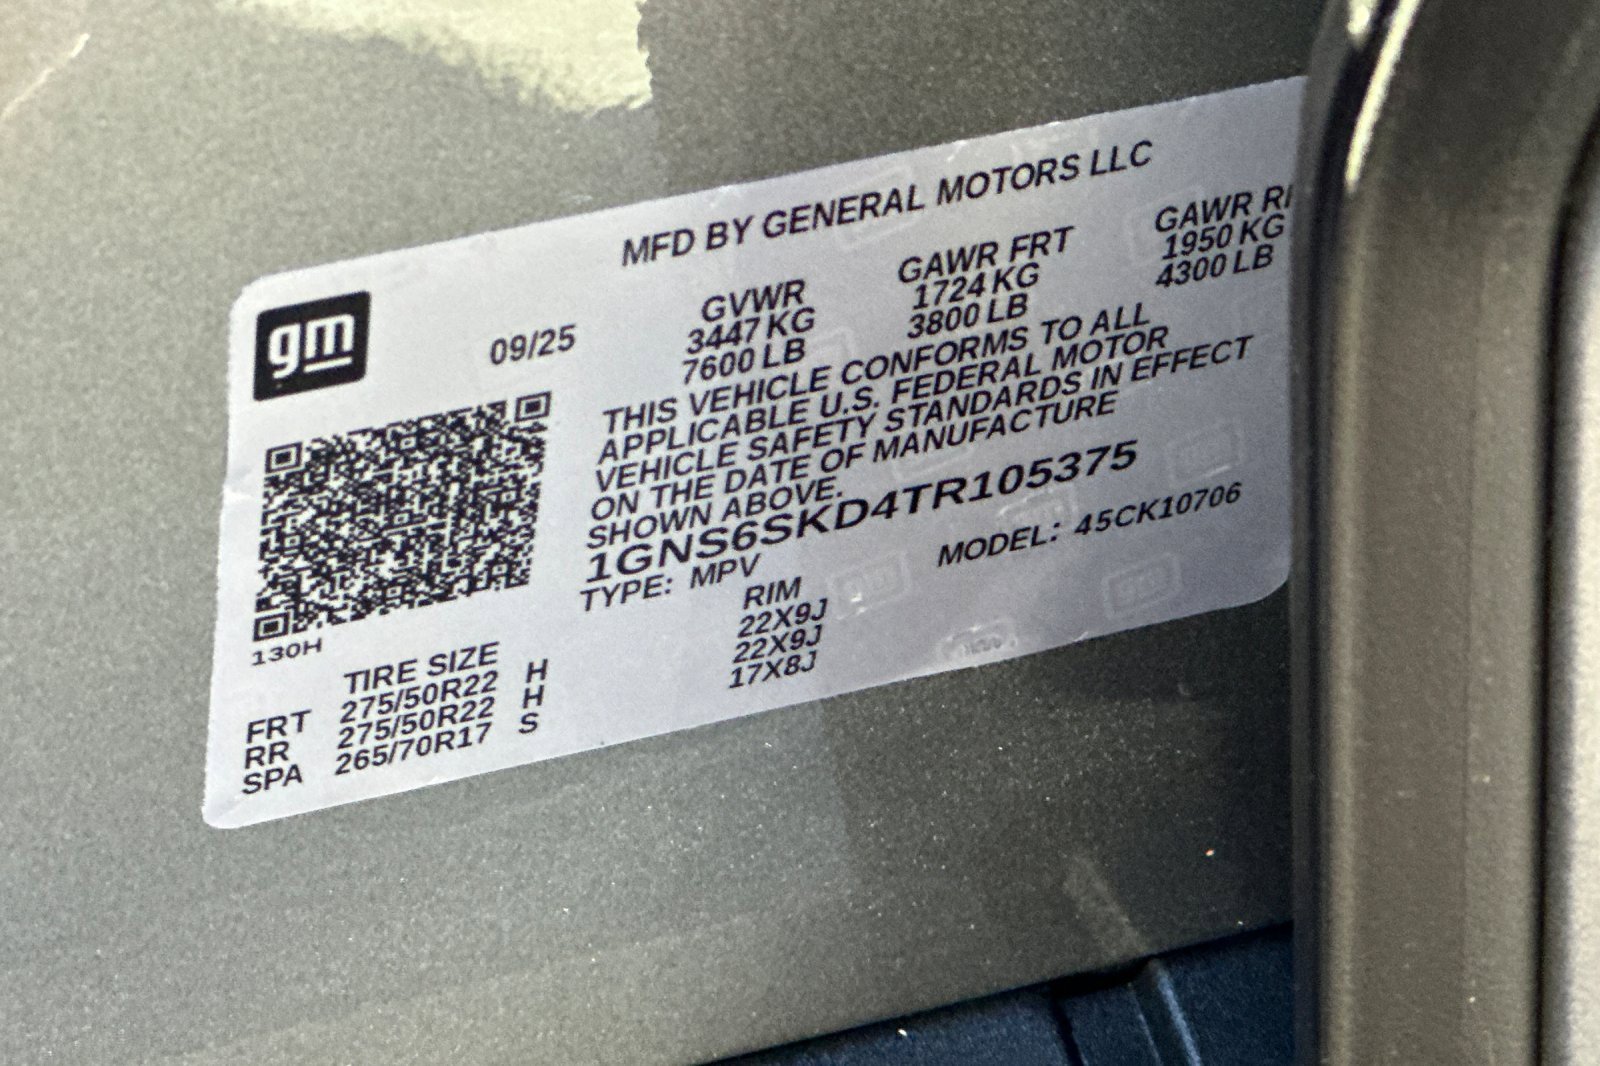 MFD BY GENERAL MOTORS LLC
gm
09/25
GVWR GAWR FRT GAWR
3447 KG 1724 KG 1950 KG
7600 LB 3800 LB 4300 LB
THIS VEHICLE CONFORMS TO ALL
APPLICABLE U.S. FEDERAL MOTOR
VEHICLE SAFETY STANDARDS IN EFFECT
ON THE DATE OF MANUFACTURE
SHOWN ABOVE.
1GNS6SKD4TR105375
TYPE: MPV MODEL: 45CK10706
130H
TIRE SIZE RIM
FRT 275/50R22 H 22X9J
RR 275/50R22 H 22X9J
SPA 265/70R17 S 17X8J